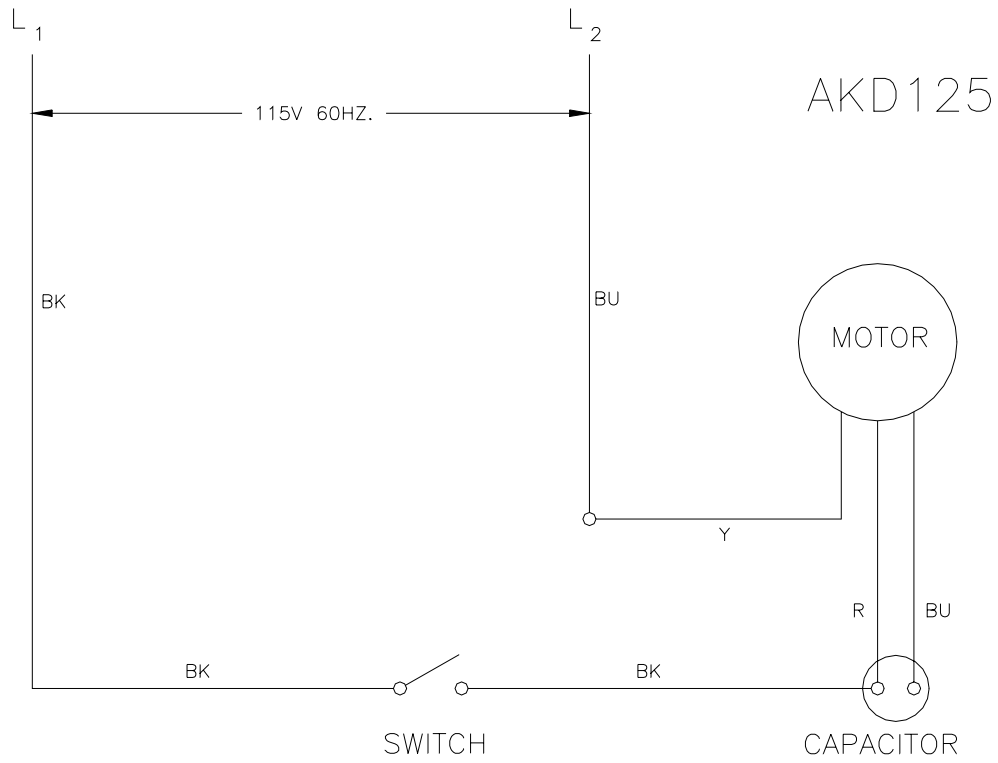 L1
L2
115V 60HZ.
AKD125
BK
BU
MOTOR
Y
R
BU
BK
BK
SWITCH
CAPACITOR